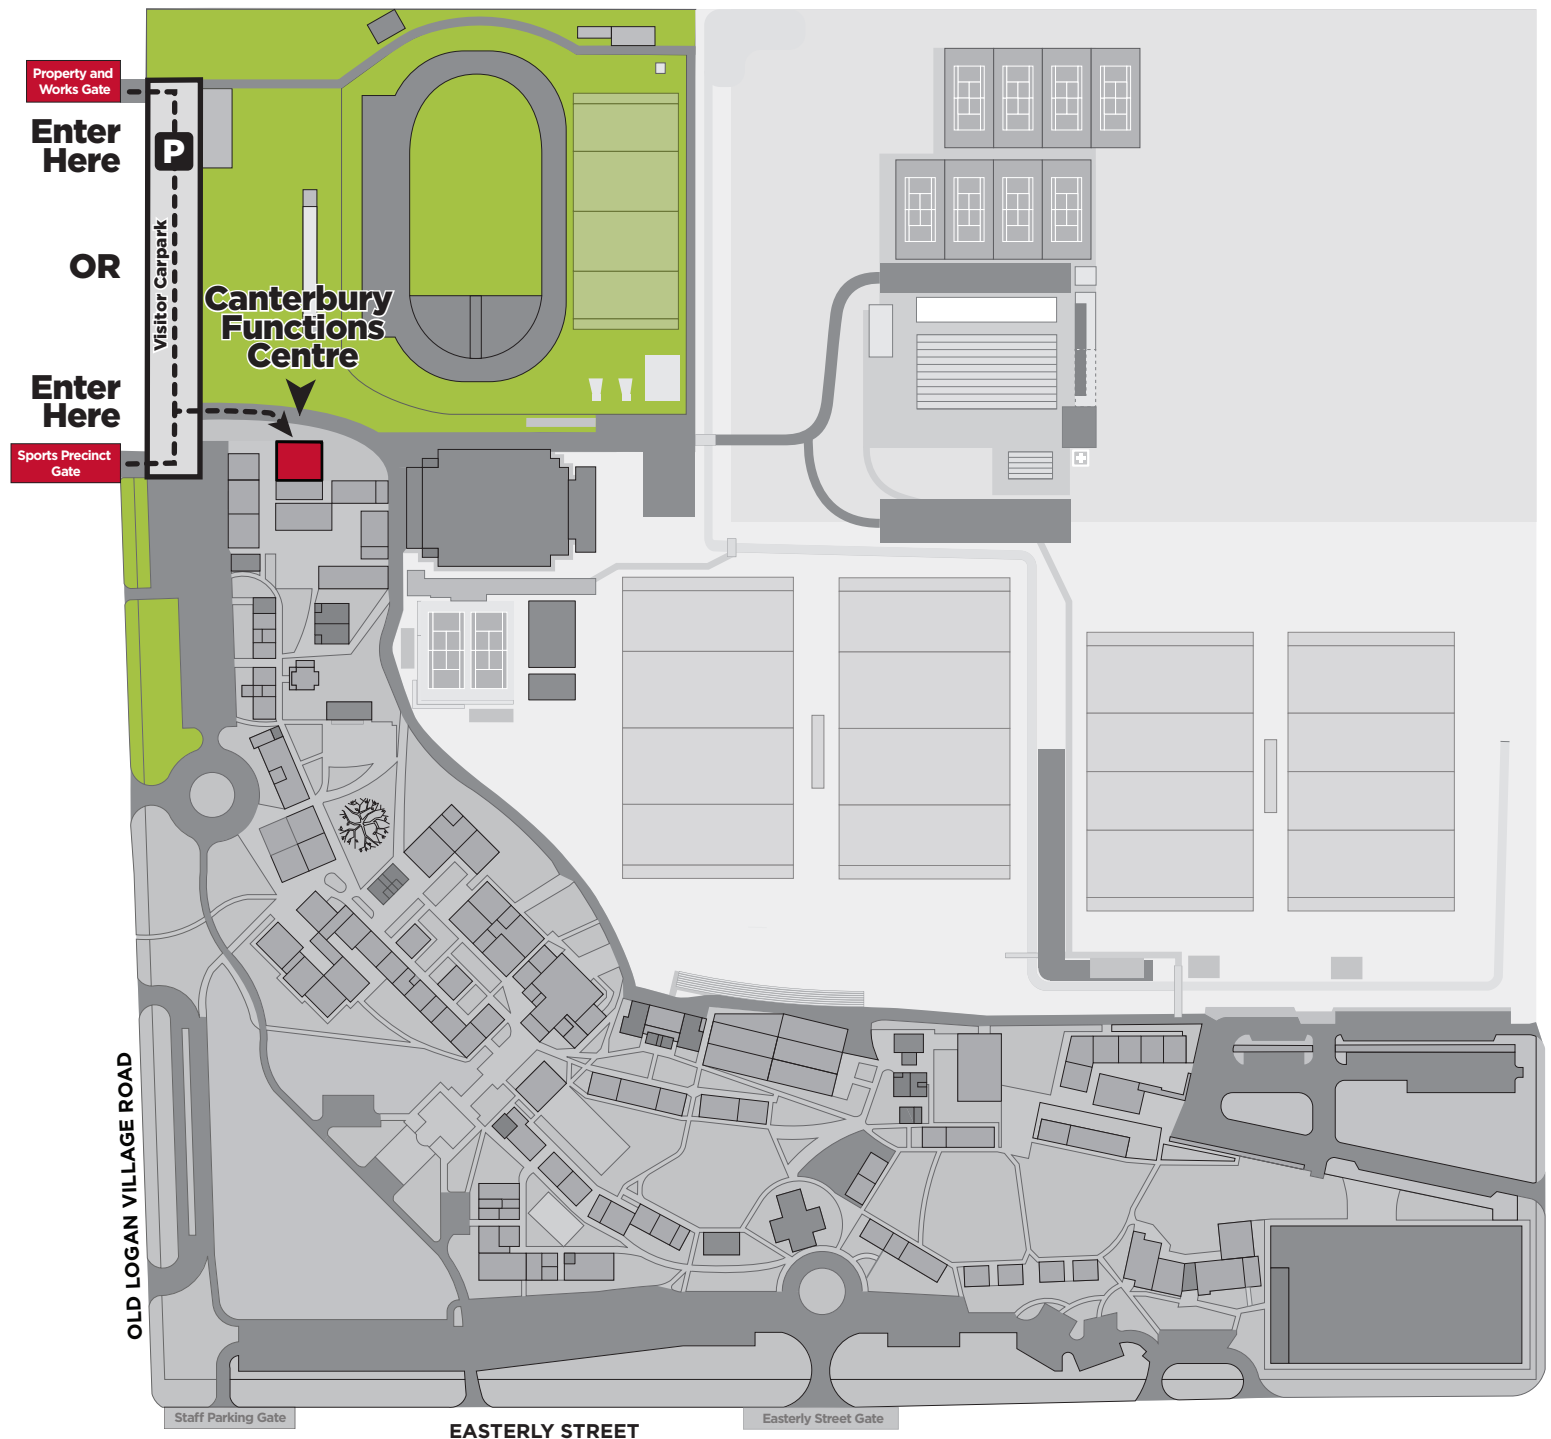 Property and
Works Gate
Enter
Here
P
OR
Visitor Carpark
Canterbury
Functions
Centre
Enter
Here
Sports Precinct
Gate
OLD LOGAN VILLAGE ROAD
Staff Parking Gate
EASTERLY STREET
Easterly Street Gate